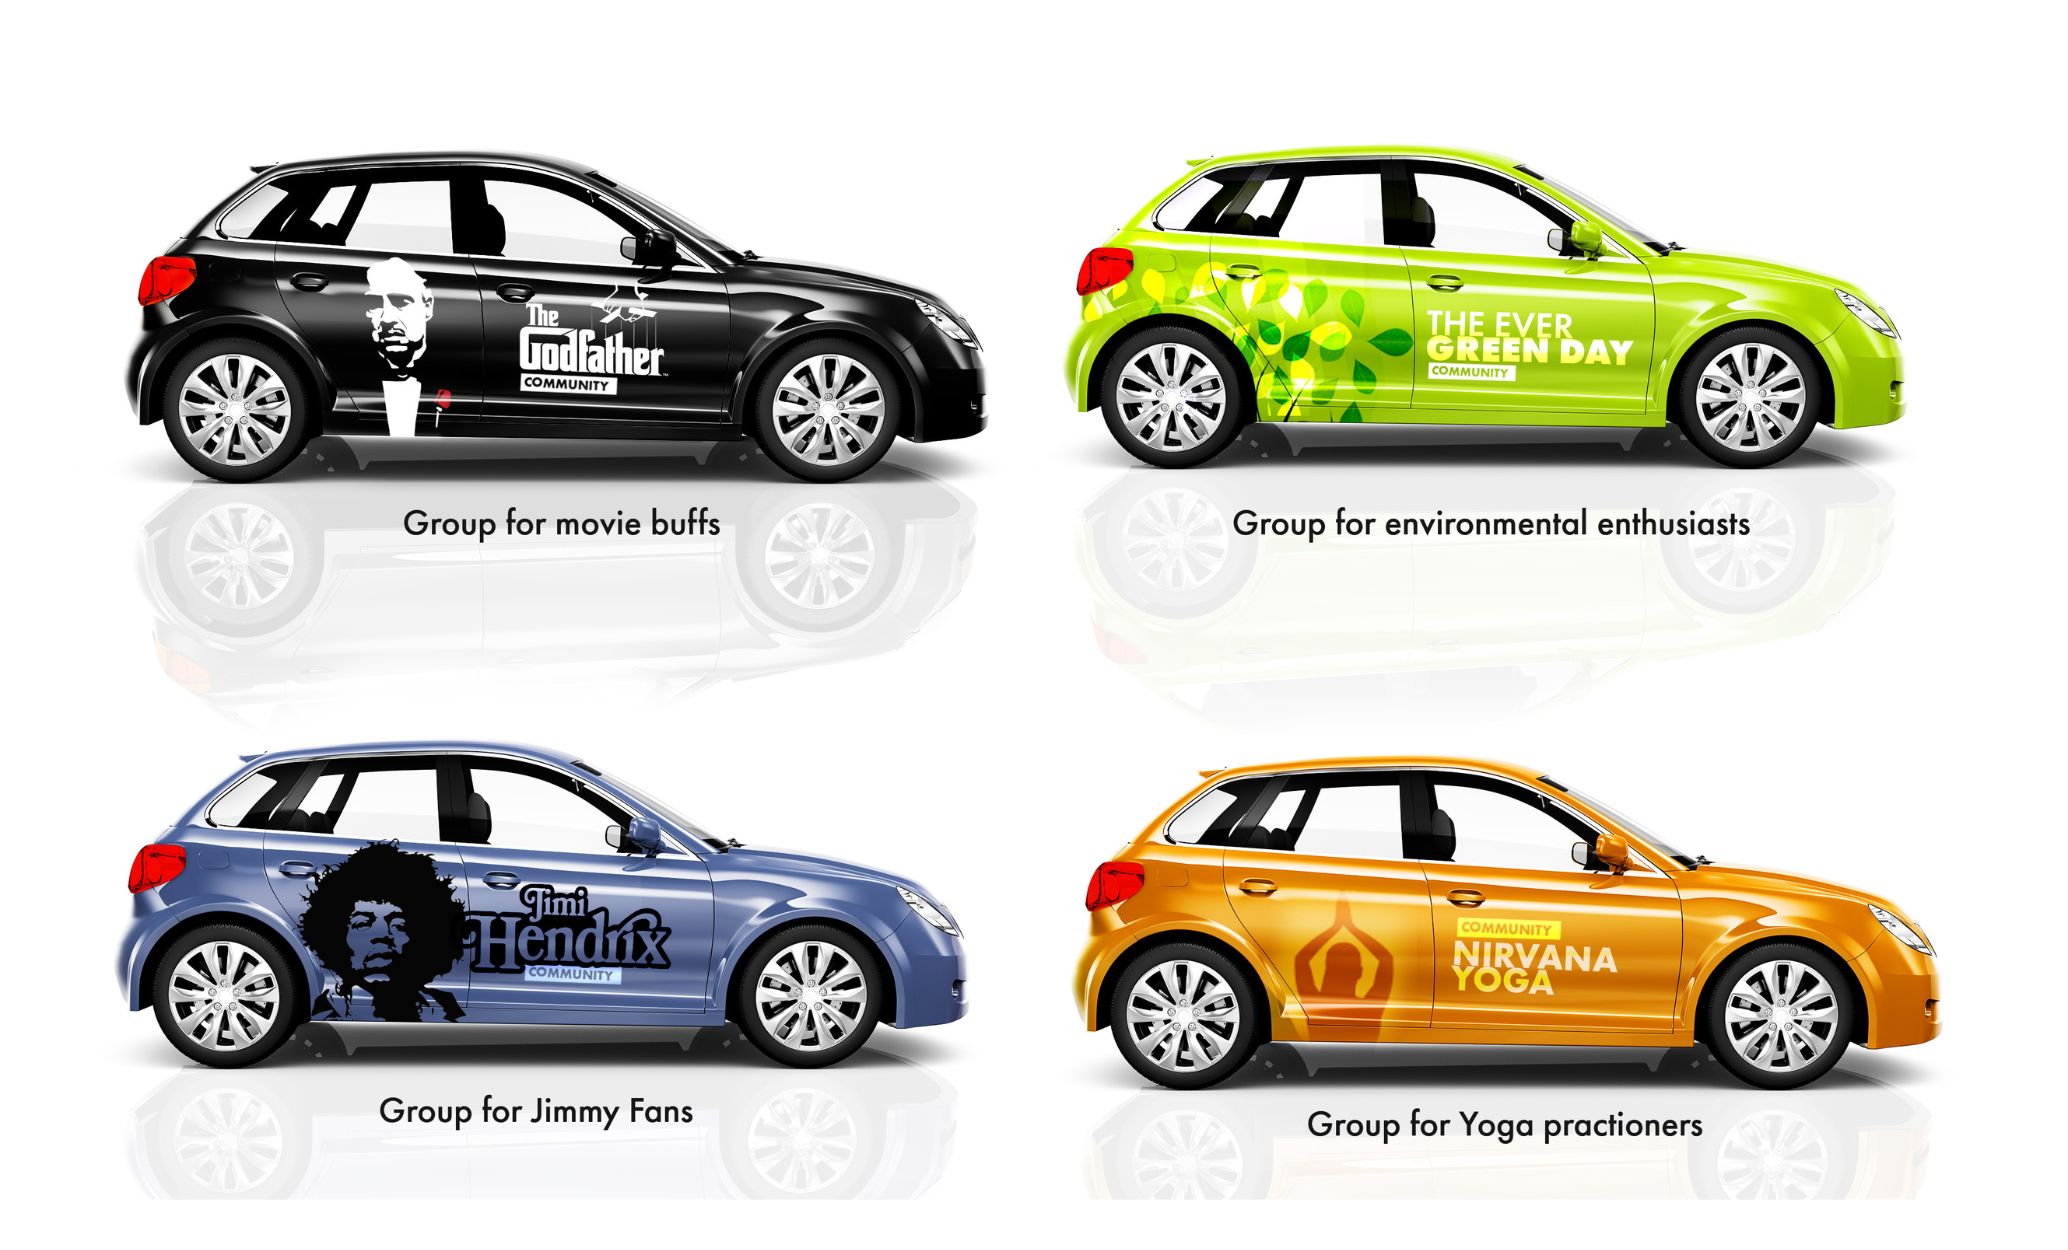 The
Godfather™
COMMUNITY
Group for movie buffs
THE EVER
GREEN DAY
COMMUNITY
Group for environmental enthusiasts
Jimi
Hendrix
COMMUNITY
Group for Jimmy Fans
COMMUNITY
NIRVANA
YOGA
Group for Yoga practioners